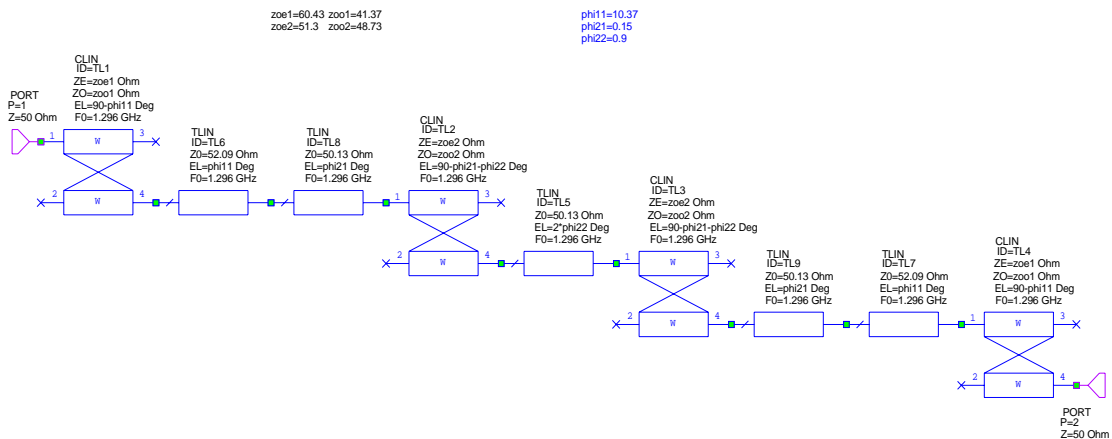 zoe1=60.43 zoo1=41.37
zoe2=51.3 zoo2=48.73
phi11=10.37
phi21=0.15
phi22=0.9
PORT
P=1
Z=50 Ohm
CLIN
ID=TL1
ZE=zoe1 Ohm
ZO=zoo1 Ohm
EL=90-phi11 Deg
F0=1.296 GHz
1
W
3
2
W
4
TLIN
ID=TL6
Z0=52.09 Ohm
EL=phi11 Deg
F0=1.296 GHz
TLIN
ID=TL8
Z0=50.13 Ohm
EL=phi21 Deg
F0=1.296 GHz
CLIN
ID=TL2
ZE=zoe2 Ohm
ZO=zoo2 Ohm
EL=90-phi21-phi22 Deg
F0=1.296 GHz
1
W
3
2
W
4
TLIN
ID=TL5
Z0=50.13 Ohm
EL=2*phi22 Deg
F0=1.296 GHz
CLIN
ID=TL3
ZE=zoe2 Ohm
ZO=zoo2 Ohm
EL=90-phi21-phi22 Deg
F0=1.296 GHz
1
W
3
2
W
4
TLIN
ID=TL9
Z0=50.13 Ohm
EL=phi21 Deg
F0=1.296 GHz
TLIN
ID=TL7
Z0=52.09 Ohm
EL=phi11 Deg
F0=1.296 GHz
CLIN
ID=TL4
ZE=zoe1 Ohm
ZO=zoo1 Ohm
EL=90-phi11 Deg
F0=1.296 GHz
1
W
3
2
W
4
PORT
P=2
Z=50 Ohm